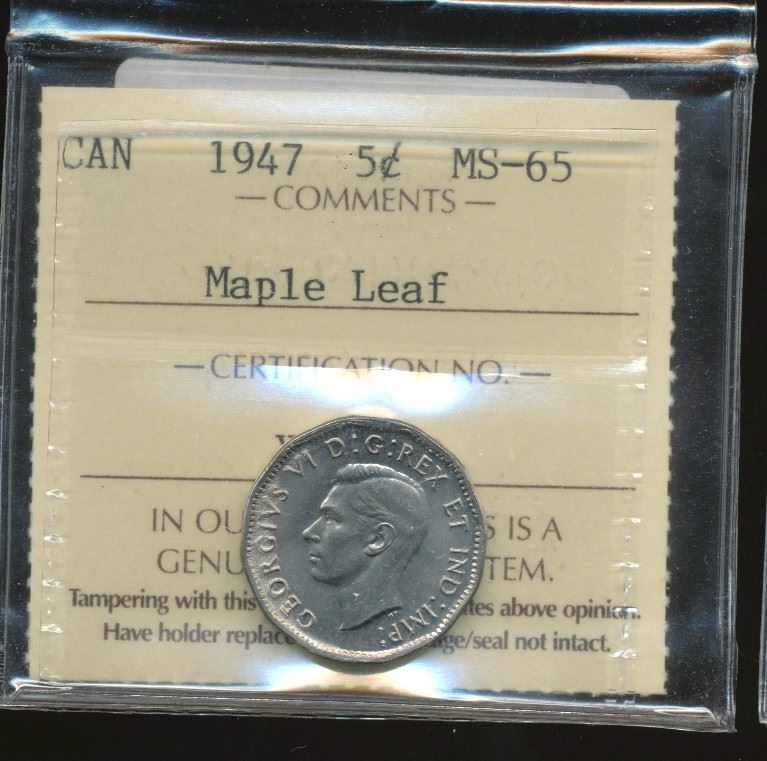 CAN 1947 5¢ MS-65
— COMMENTS —
Maple Leaf
— CERTIFICATION NO. —
GEORGIVS VI D:G:REX ET IND:IMP:
IN OU S IS A
GENU TEM.
Tampering with this tes above opinion.
Have holder replac ge/seal not intact.